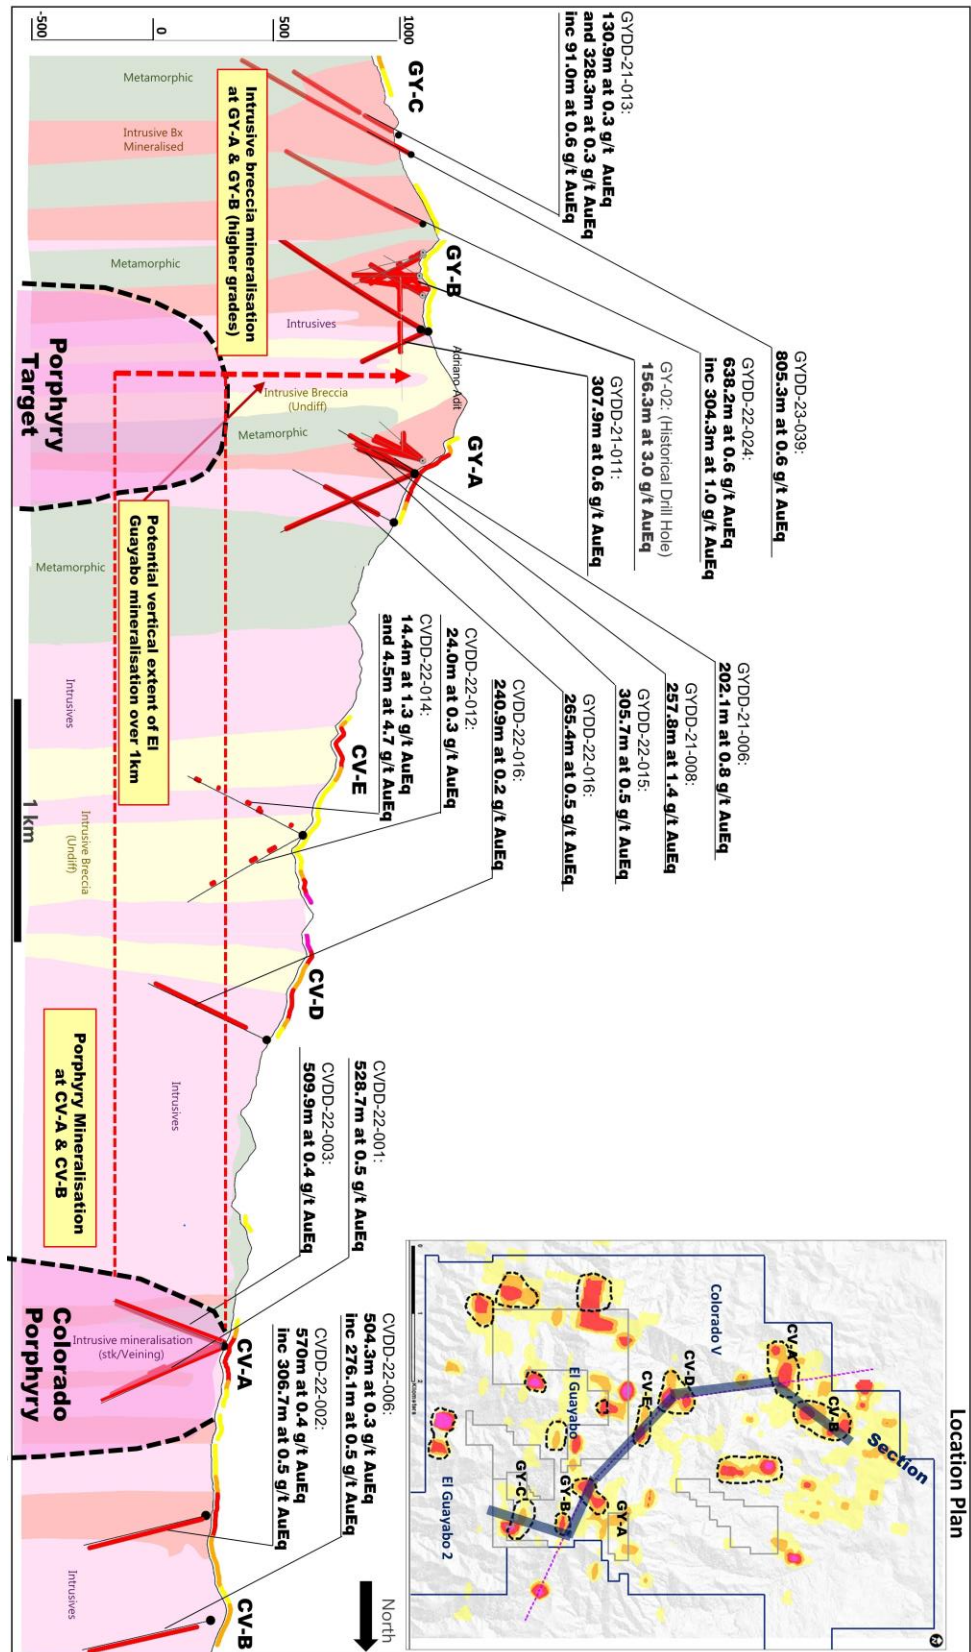 GYDD-21-013:
130.9m at 0.3 g/t AuEq
and 328.3m at 0.3 g/t AuEq
inc 91.0m at 0.6 g/t AuEq
GYDD-23-039:
805.3m at 0.6 g/t AuEq
GYDD-22-024:
638.2m at 0.6 g/t AuEq
inc 304.3m at 1.0 g/t AuEq
GY-02: (Historical Drill Hole)
156.3m at 3.0 g/t AuEq
GYDD-21-011:
307.9m at 0.6 g/t AuEq
GYDD-21-006:
202.1m at 0.8 g/t AuEq
GYDD-21-008:
257.8m at 1.4 g/t AuEq
GYDD-22-015:
305.7m at 0.5 g/t AuEq
GYDD-22-016:
265.4m at 0.5 g/t AuEq
CVDD-22-016:
240.9m at 0.2 g/t AuEq
CVDD-22-012:
24.0m at 0.3 g/t AuEq
CVDD-22-014:
14.4m at 1.3 g/t AuEq
and 4.5m at 4.7 g/t AuEq
CVDD-22-001:
528.7m at 0.5 g/t AuEq
CVDD-22-003:
509.9m at 0.4 g/t AuEq
CVDD-22-006:
504.3m at 0.3 g/t AuEq
inc 276.1m at 0.5 g/t AuEq
CVDD-22-002:
570m at 0.4 g/t AuEq
inc 306.7m at 0.5 g/t AuEq
North
Location Plan
CV-A
CV-B
Section
Colorado V
CV-D
CV-E
El Guayabo
GY-A
GY-B
GY-C
El Guayabo 2
0
1
2
Kilometers
1000
500
0
-500
GY-C
GY-B
Adriano Adit
GY-A
CV-E
CV-D
CV-A
CV-B
Metamorphic
Intrusive Bx
Mineralised
Intrusive breccia mineralisation
at GY-A & GY-B (higher grades)
Metamorphic
Intrusives
Intrusive Breccia
(Undiff)
Metamorphic
Porphyry
Target
Potential vertical extent of El
Guayabo mineralisation over 1km
Metamorphic
Intrusives
Intrusive Breccia
(Undiff)
1 km
Intrusives
Porphyry Mineralisation
at CV-A & CV-B
Intrusive mineralisation
(stk/Veining)
Colorado
Porphyry
Intrusives